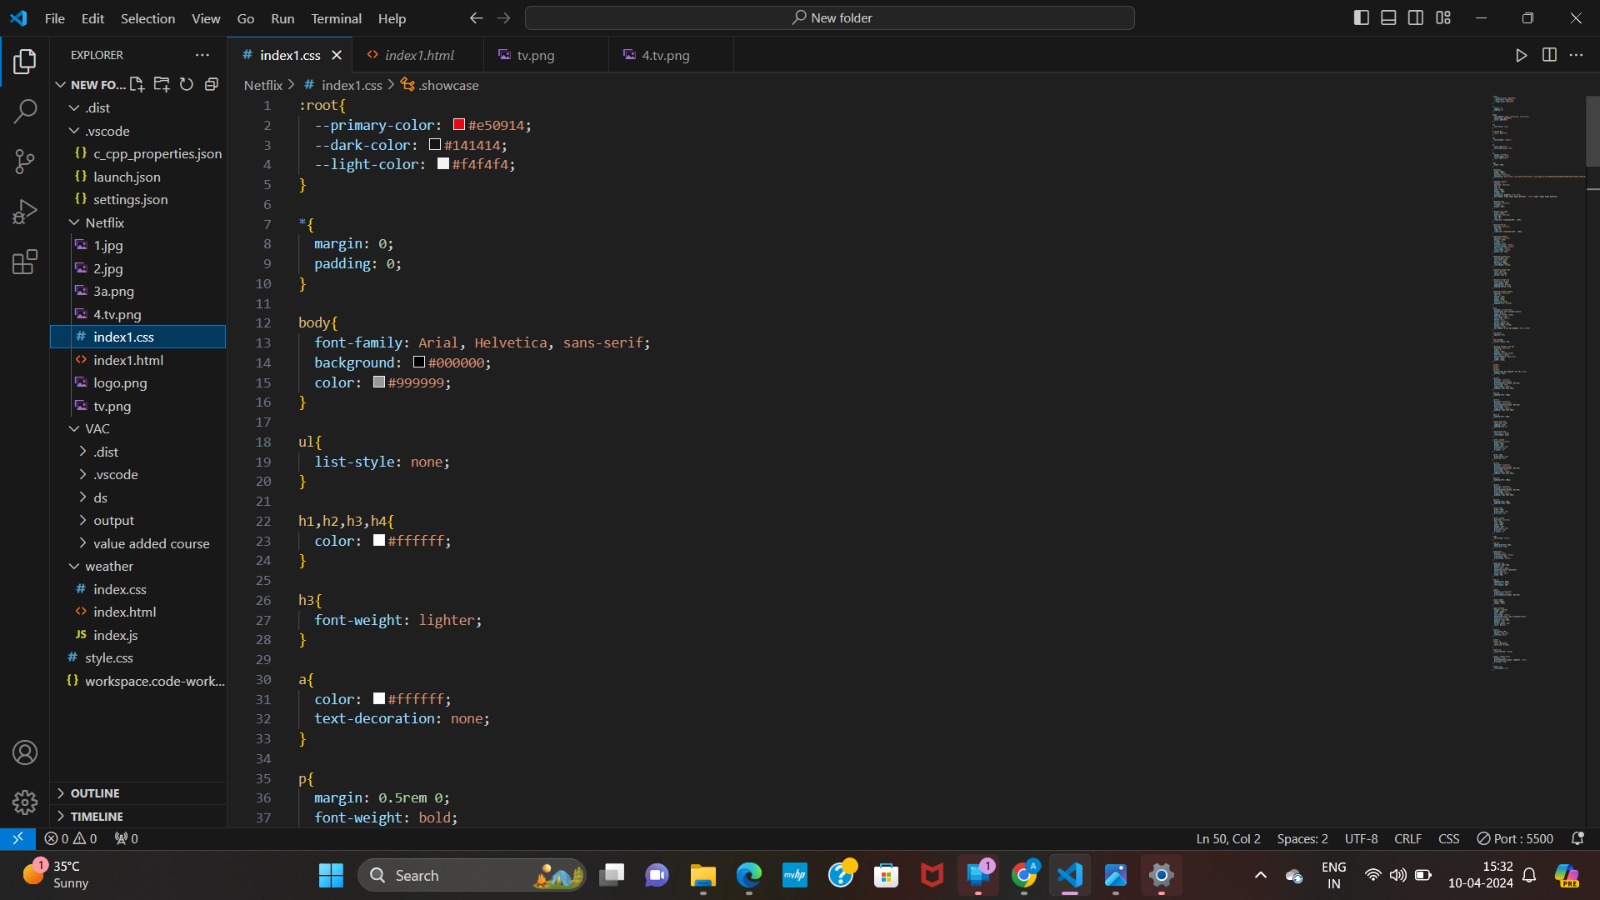 File Edit Selection View Go Run Terminal Help
New folder
EXPLORER
index1.css
index1.html
tv.png
4.tv.png
NEW FO...
Netflix > # index1.css > .showcase
.dist
.vscode
c_cpp_properties.json
launch.json
settings.json
Netflix
1.jpg
2.jpg
3a.png
4.tv.png
index1.css
index1.html
logo.png
tv.png
VAC
.dist
.vscode
ds
output
value added course
weather
index.css
index.html
JS index.js
style.css
workspace.code-work...
OUTLINE
TIMELINE
1 :root{
2 --primary-color: #e50914;
3 --dark-color: #141414;
4 --light-color: #f4f4f4;
5 }
6
7 *{
8 margin: 0;
9 padding: 0;
10 }
11
12 body{
13 font-family: Arial, Helvetica, sans-serif;
14 background: #000000;
15 color: #999999;
16 }
17
18 ul{
19 list-style: none;
20 }
21
22 h1,h2,h3,h4{
23 color: #ffffff;
24 }
25
26 h3{
27 font-weight: lighter;
28 }
29
30 a{
31 color: #ffffff;
32 text-decoration: none;
33 }
34
35 p{
36 margin: 0.5rem 0;
37 font-weight: bold;
0 0 0
Ln 50, Col 2 Spaces: 2 UTF-8 CRLF CSS Port : 5500
1
35°C
Sunny
Search
myhp
1
A
ENG
IN
15:32
10-04-2024
PRE